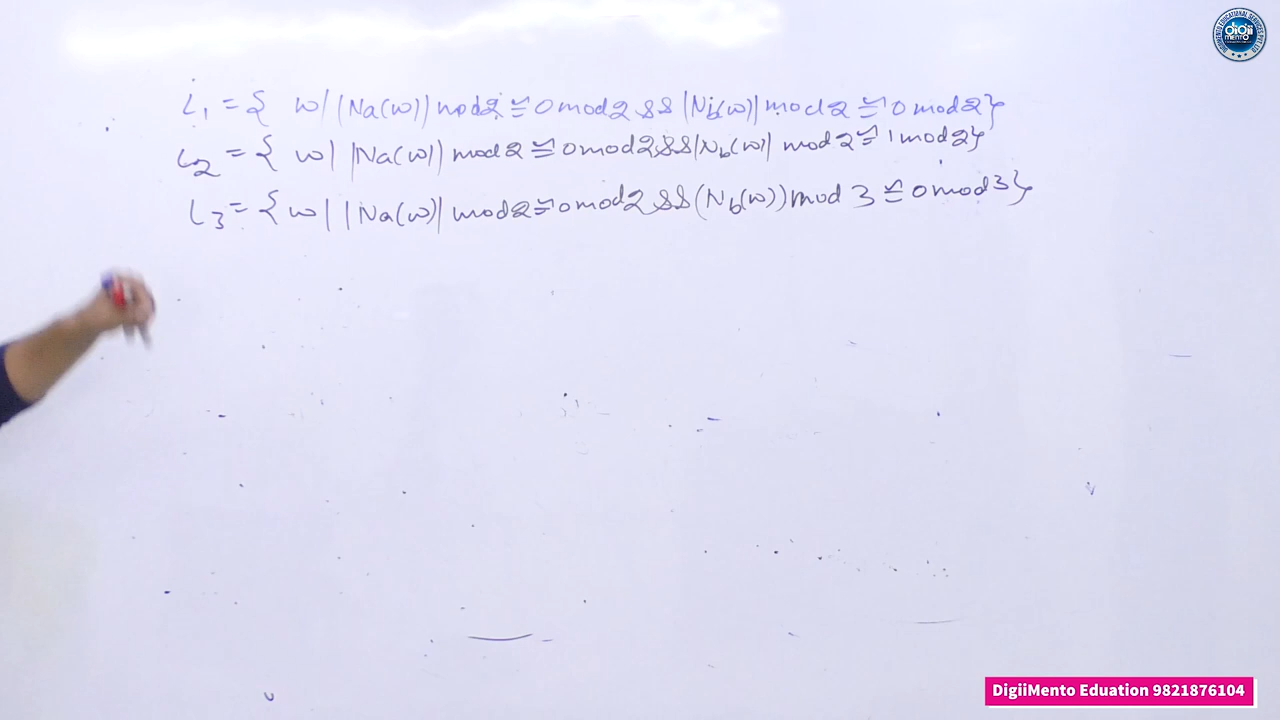 L1 = { w | |Na(w)| mod 2 ≅ 0 mod 2 && |Nb(w)| mod 2 ≅ 0 mod 2}
L2 = { w | |Na(w)| mod 2 ≅ 0 mod 2 && |Nb(w)| mod 2 ≅ 1 mod 2}
L3 = { w | |Na(w)| mod 2 ≅ 0 mod 2 && (Nb(w)) mod 3 ≅ 0 mod 3}
DigiiMento Eduation 9821876104